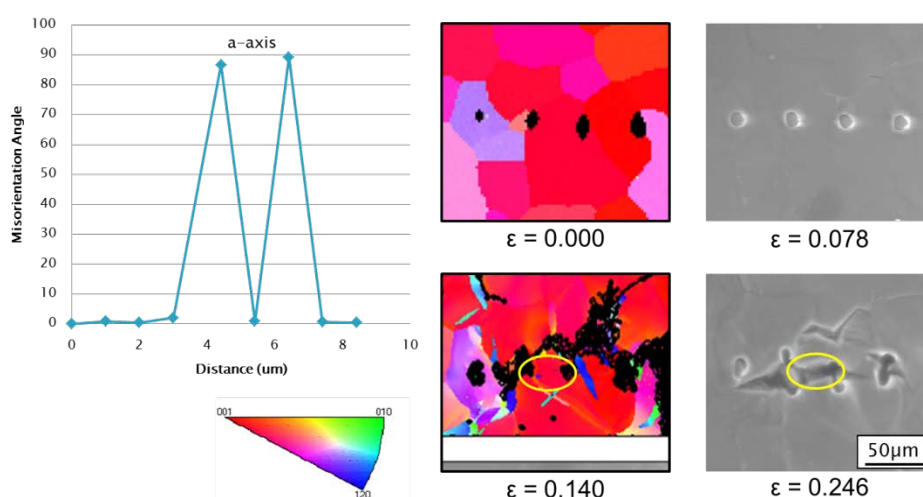 100
90
80
70
60
50
40
30
20
10
0
Misorientation Angle
a-axis
0 2 4 6 8 10
Distance (um)
001 010
120
ε = 0.000
ε = 0.078
ε = 0.140
50μm
ε = 0.246